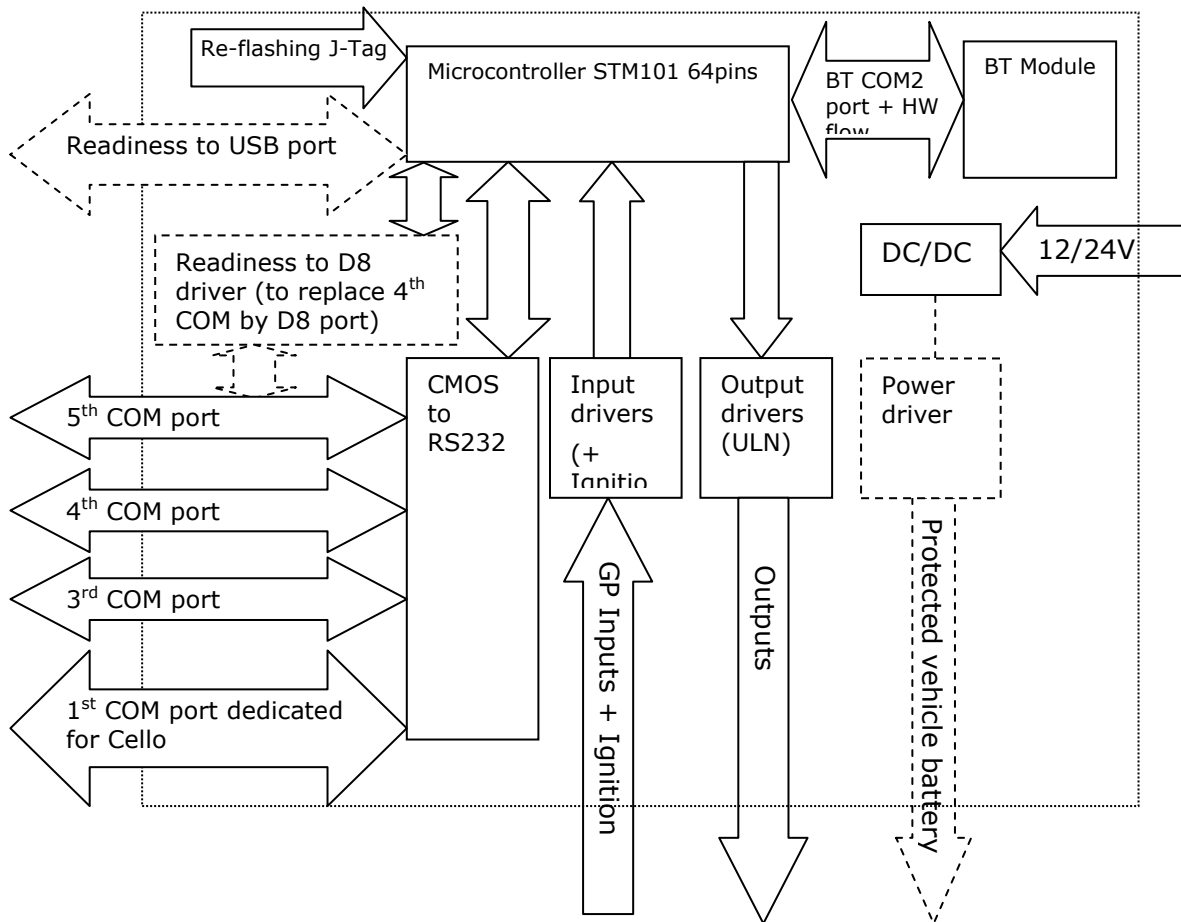 Re-flashing J-Tag
Microcontroller STM101 64pins
BT COM2
port + HW
flow
BT Module
Readiness to USB port
DC/DC
12/24V
Readiness to D8
driver (to replace 4th
COM by D8 port)
CMOS
to
RS232
Input
drivers
(+
Ignitio
Output
drivers
(ULN)
Power
driver
5th COM port
4th COM port
3rd COM port
1st COM port dedicated
for Cello
GP Inputs + Ignition
Outputs
Protected vehicle battery